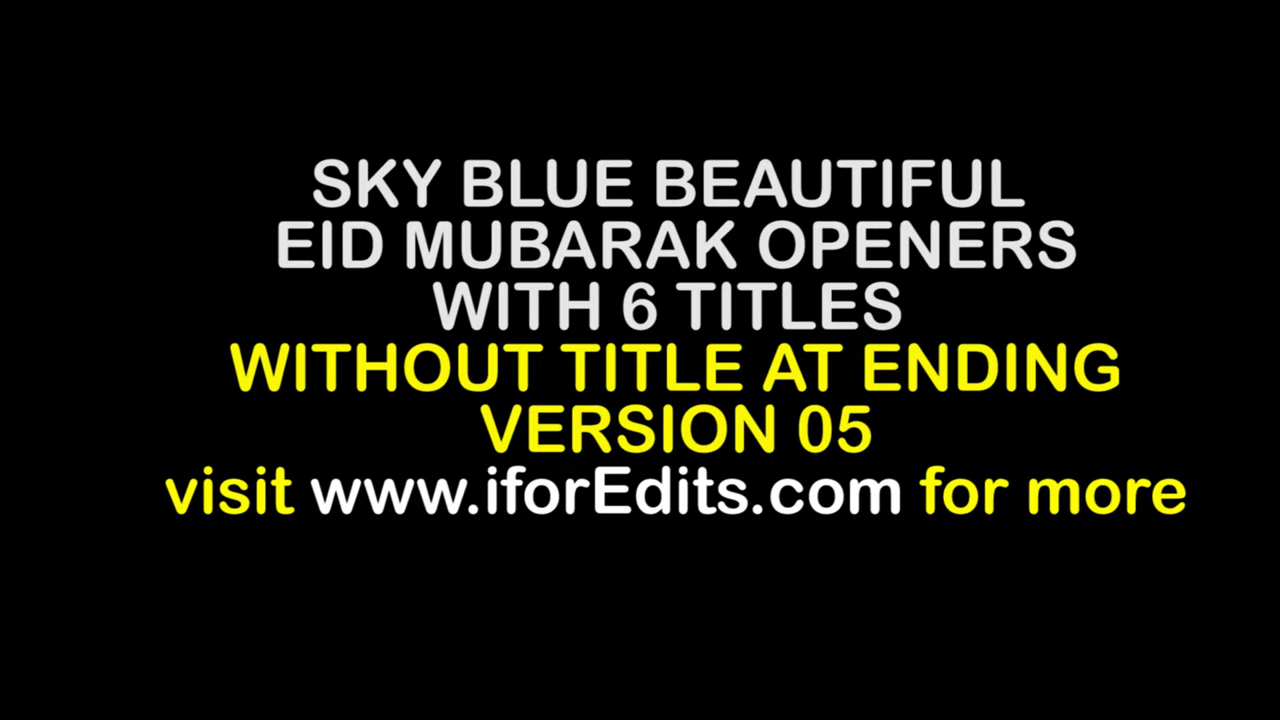 SKY BLUE BEAUTIFUL
EID MUBARAK OPENERS
WITH 6 TITLES
WITHOUT TITLE AT ENDING
VERSION 05
visit www.iforEdits.com for more